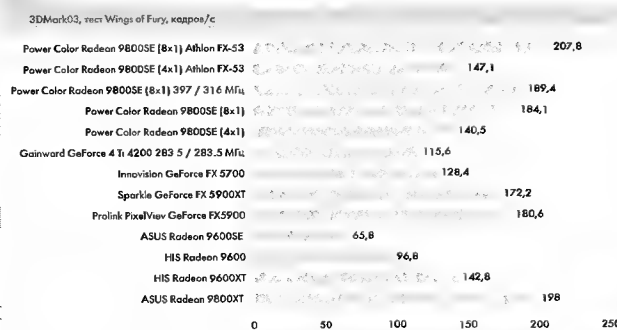 3DMark03, тест Wings of Fury, кадров/с
Power Color Radeon 9800SE (8x1) Athlon FX-53 207,8
Power Color Radeon 9800SE (4x1) Athlon FX-53 147,1
Power Color Radeon 9800SE (8x1) 397 / 316 МГц 189,4
Power Color Radeon 9800SE (8x1) 184,1
Power Color Radeon 9800SE (4x1) 140,5
Gainward GeForce 4 Ti 4200 283 5 / 283.5 МГц 115,6
Innovision GeForce FX 5700 128,4
Sparkle GeForce FX 5900XT 172,2
Prolink PixelView GeForce FX5900 180,6
ASUS Radeon 9600SE 65,8
HIS Radeon 9600 96,8
HIS Radeon 9600XT 142,8
ASUS Radeon 9800XT 198
0 50 100 150 200 250